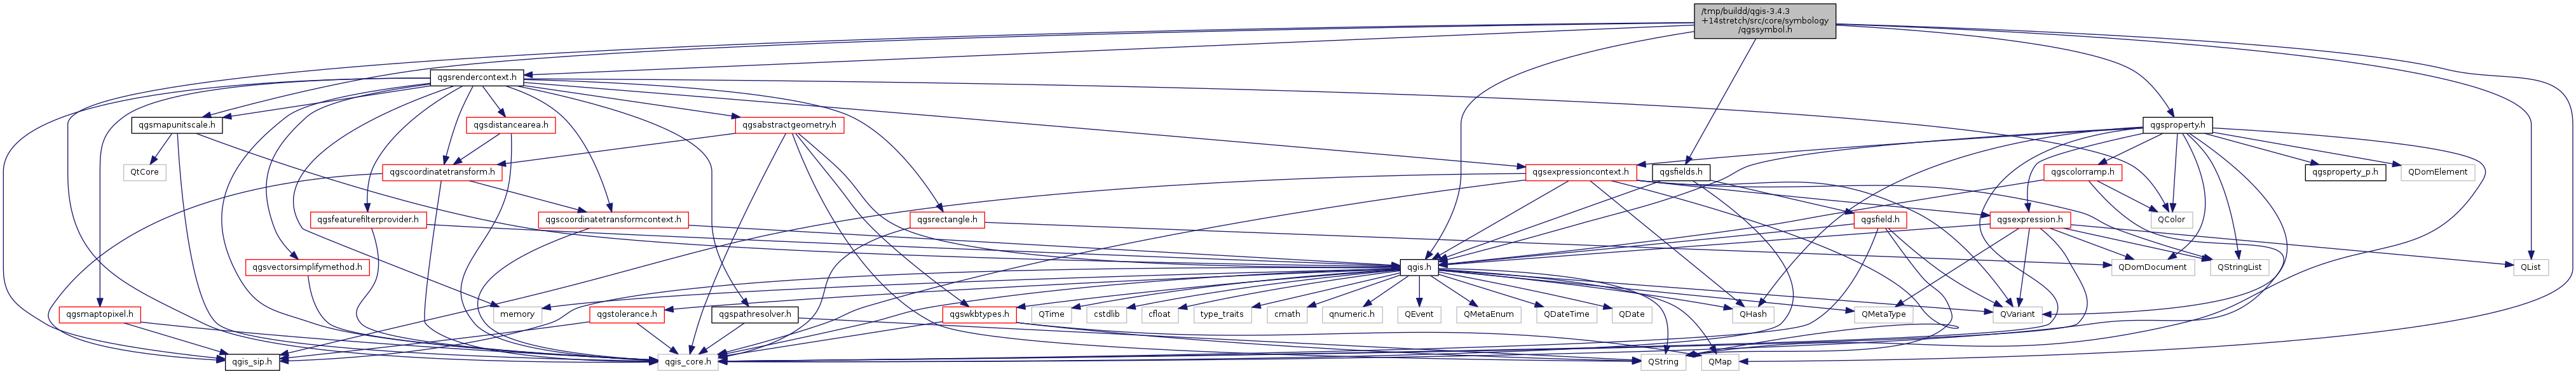 /tmp/buildd/qgis-3.4.3
+14stretch/src/core/symbology
/qgssymbol.h
qgsrendercontext.h
qgsmapunitscale.h
qgsdistancearea.h
qgsabstractgeometry.h
qgsproperty.h
QtCore
qgscoordinatetransform.h
qgsexpressioncontext.h
qgsfields.h
qgscolorramp.h
qgsproperty_p.h
QDomElement
qgsfeaturefilterprovider.h
qgscoordinatetransformcontext.h
qgsrectangle.h
qgsfield.h
qgsexpression.h
QColor
qgsvectorsimplifymethod.h
qgis.h
QDomDocument
QStringList
QList
qgsmaptopixel.h
memory
qgstolerance.h
qgspathresolver.h
qgswkbtypes.h
QTime
cstdlib
cfloat
type_traits
cmath
qnumeric.h
QEvent
QMetaEnum
QDateTime
QDate
QHash
QMetaType
QVariant
qgis_sip.h
qgis_core.h
QString
QMap